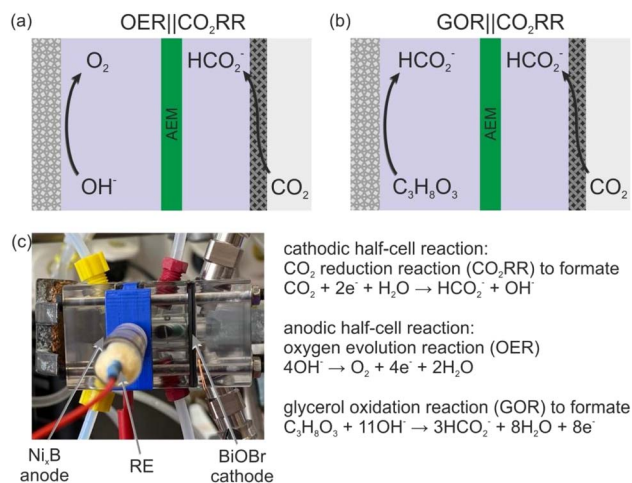 (a)
OER||CO₂RR
O₂
HCO₂⁻
AEM
OH⁻
CO₂
(b)
GOR||CO₂RR
HCO₂⁻
HCO₂⁻
AEM
C₃H₈O₃
CO₂
(c)
NiₓB
anode
RE
BiOBr
cathode
cathodic half-cell reaction:
CO₂ reduction reaction (CO₂RR) to formate
CO₂ + 2e⁻ + H₂O → HCO₂⁻ + OH⁻
anodic half-cell reaction:
oxygen evolution reaction (OER)
4OH⁻ → O₂ + 4e⁻ + 2H₂O
glycerol oxidation reaction (GOR) to formate
C₃H₈O₃ + 11OH⁻ → 3HCO₂⁻ + 8H₂O + 8e⁻